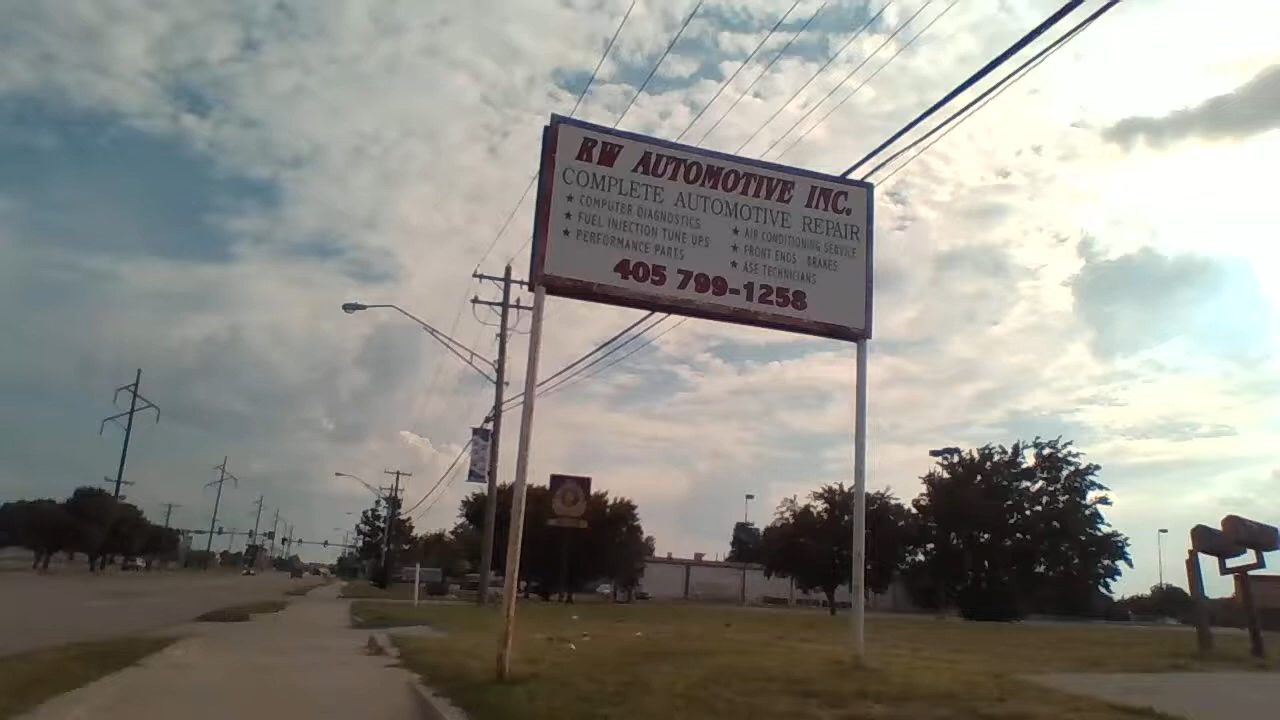 RW AUTOMOTIVE INC.
COMPLETE AUTOMOTIVE REPAIR
★ COMPUTER DIAGNOSTICS
★ FUEL INJECTION TUNE UPS
★ PERFORMANCE PARTS
★ AIR CONDITIONING SERVICE
★ FRONT ENDS - BRAKES
★ ASE TECHNICIANS
405 799-1258